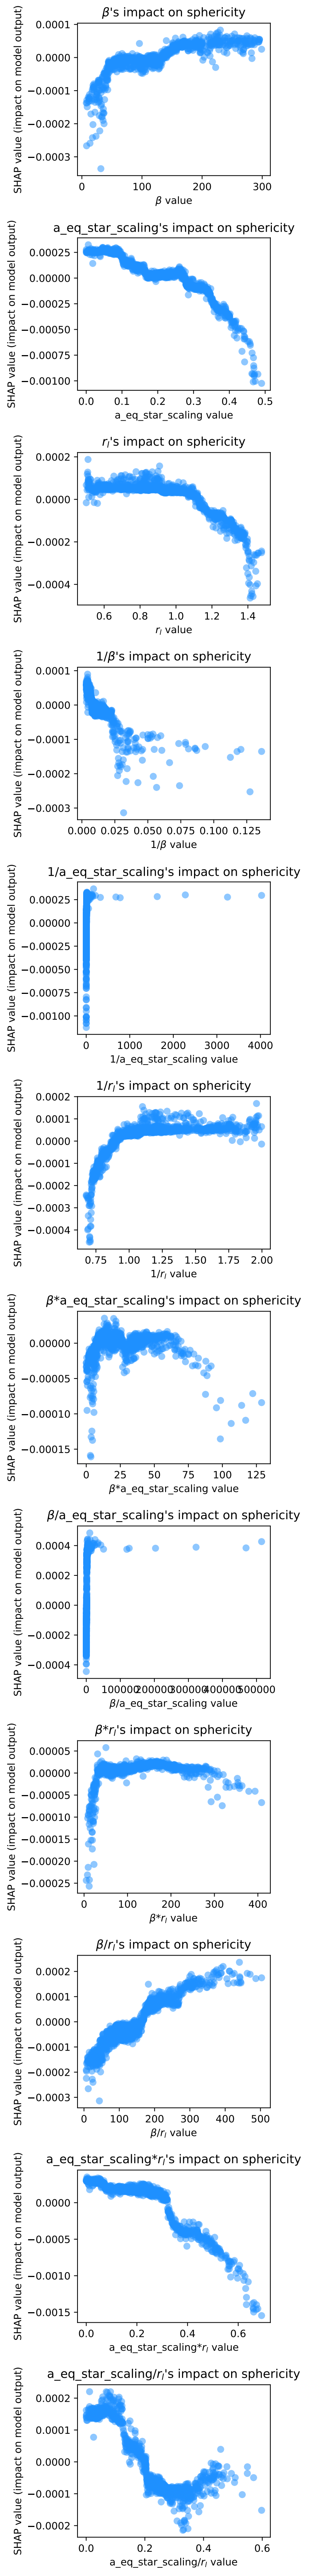 β's impact on sphericity
SHAP value (impact on model output)
0.0001
0.0000
−0.0001
−0.0002
−0.0003
0 100 200 300
β value
a_eq_star_scaling's impact on sphericity
SHAP value (impact on model output)
0.00025
0.00000
−0.00025
−0.00050
−0.00075
−0.00100
0.0 0.1 0.2 0.3 0.4 0.5
a_eq_star_scaling value
r_l's impact on sphericity
SHAP value (impact on model output)
0.0002
0.0000
−0.0002
−0.0004
0.6 0.8 1.0 1.2 1.4
r_l value
1/β's impact on sphericity
SHAP value (impact on model output)
0.0001
0.0000
−0.0001
−0.0002
−0.0003
0.000 0.025 0.050 0.075 0.100 0.125
1/β value
1/a_eq_star_scaling's impact on sphericity
SHAP value (impact on model output)
0.00025
0.00000
−0.00025
−0.00050
−0.00075
−0.00100
0 1000 2000 3000 4000
1/a_eq_star_scaling value
1/r_l's impact on sphericity
SHAP value (impact on model output)
0.0002
0.0001
0.0000
−0.0001
−0.0002
−0.0003
−0.0004
0.75 1.00 1.25 1.50 1.75 2.00
1/r_l value
β*a_eq_star_scaling's impact on sphericity
SHAP value (impact on model output)
0.00000
−0.00005
−0.00010
−0.00015
0 25 50 75 100 125
β*a_eq_star_scaling value
β/a_eq_star_scaling's impact on sphericity
SHAP value (impact on model output)
0.0004
0.0002
0.0000
−0.0002
−0.0004
0 100000 200000 300000 400000 500000
β/a_eq_star_scaling value
β*r_l's impact on sphericity
SHAP value (impact on model output)
0.00005
0.00000
−0.00005
−0.00010
−0.00015
−0.00020
−0.00025
0 100 200 300 400
β*r_l value
β/r_l's impact on sphericity
SHAP value (impact on model output)
0.0002
0.0001
0.0000
−0.0001
−0.0002
−0.0003
0 100 200 300 400 500
β/r_l value
a_eq_star_scaling*r_l's impact on sphericity
SHAP value (impact on model output)
0.0000
−0.0005
−0.0010
−0.0015
0.0 0.2 0.4 0.6
a_eq_star_scaling*r_l value
a_eq_star_scaling/r_l's impact on sphericity
SHAP value (impact on model output)
0.0002
0.0001
0.0000
−0.0001
−0.0002
0.0 0.2 0.4 0.6
a_eq_star_scaling/r_l value